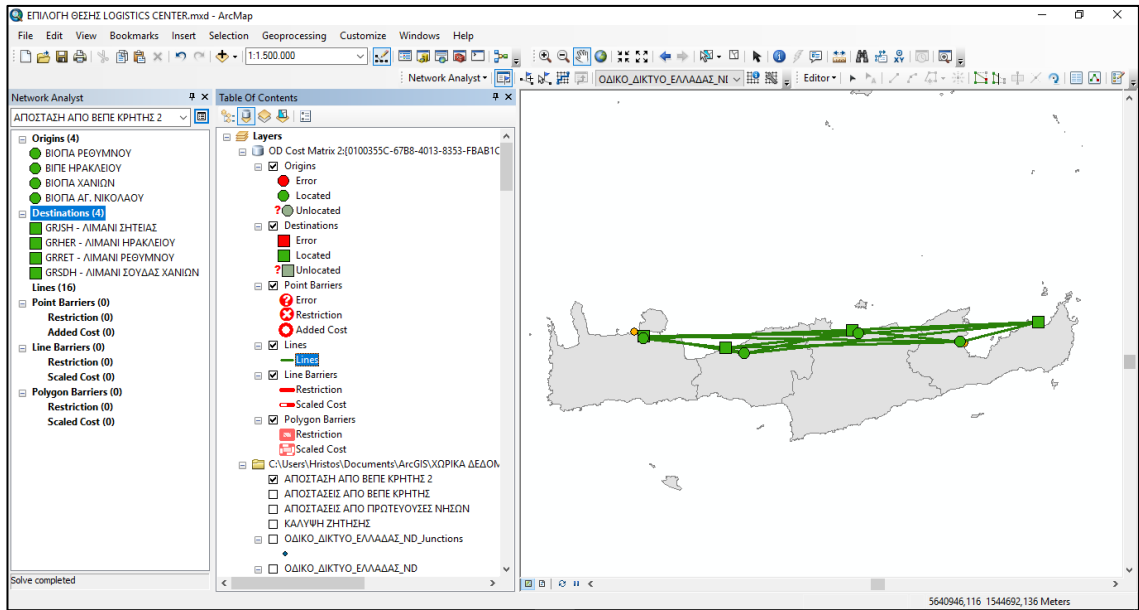 ΕΠΙΛΟΓΗ ΘΕΣΗΣ LOGISTICS CENTER.mxd - ArcMap
File Edit View Bookmarks Insert Selection Geoprocessing Customize Windows Help
1:1.500.000
Network Analyst ΟΔΙΚΟ_ΔΙΚΤΥΟ_ΕΛΛΑΔΑΣ_ND Editor
Network Analyst
ΑΠΟΣΤΑΣΗ ΑΠΟ ΒΕΠΕ ΚΡΗΤΗΣ 2
Origins (4)
ΒΙΟΠΑ ΡΕΘΥΜΝΟΥ
ΒΙΠΕ ΗΡΑΚΛΕΙΟΥ
ΒΙΟΠΑ ΧΑΝΙΩΝ
ΒΙΟΠΑ ΑΓ. ΝΙΚΟΛΑΟΥ
Destinations (4)
GRJSH - ΛΙΜΑΝΙ ΣΗΤΕΙΑΣ
GRHER - ΛΙΜΑΝΙ ΗΡΑΚΛΕΙΟΥ
GRRET - ΛΙΜΑΝΙ ΡΕΘΥΜΝΟΥ
GRSDH - ΛΙΜΑΝΙ ΣΟΥΔΑΣ ΧΑΝΙΩΝ
Lines (16)
Point Barriers (0)
Restriction (0)
Added Cost (0)
Line Barriers (0)
Restriction (0)
Scaled Cost (0)
Polygon Barriers (0)
Restriction (0)
Scaled Cost (0)
Solve completed
Table Of Contents
Layers
OD Cost Matrix 2:{0100355C-67B8-4013-8353-FBAB1C
Origins
Error
Located
? Unlocated
Destinations
Error
Located
? Unlocated
Point Barriers
Error
Restriction
Added Cost
Lines
Lines
Line Barriers
Restriction
Scaled Cost
Polygon Barriers
Restriction
Scaled Cost
C:\Users\Hristos\Documents\ArcGIS\ΧΩΡΙΚΑ ΔΕΔΟΜ
ΑΠΟΣΤΑΣΗ ΑΠΟ ΒΕΠΕ ΚΡΗΤΗΣ 2
ΑΠΟΣΤΑΣΕΙΣ ΑΠΟ ΒΕΠΕ ΚΡΗΤΗΣ
ΑΠΟΣΤΑΣΕΙΣ ΑΠΟ ΠΡΩΤΕΥΟΥΣΕΣ ΝΗΣΩΝ
ΚΑΛΥΨΗ ΖΗΤΗΣΗΣ
ΟΔΙΚΟ_ΔΙΚΤΥΟ_ΕΛΛΑΔΑΣ_ND_Junctions
ΟΔΙΚΟ_ΔΙΚΤΥΟ_ΕΛΛΑΔΑΣ_ND
5640946,116 1544692,136 Meters